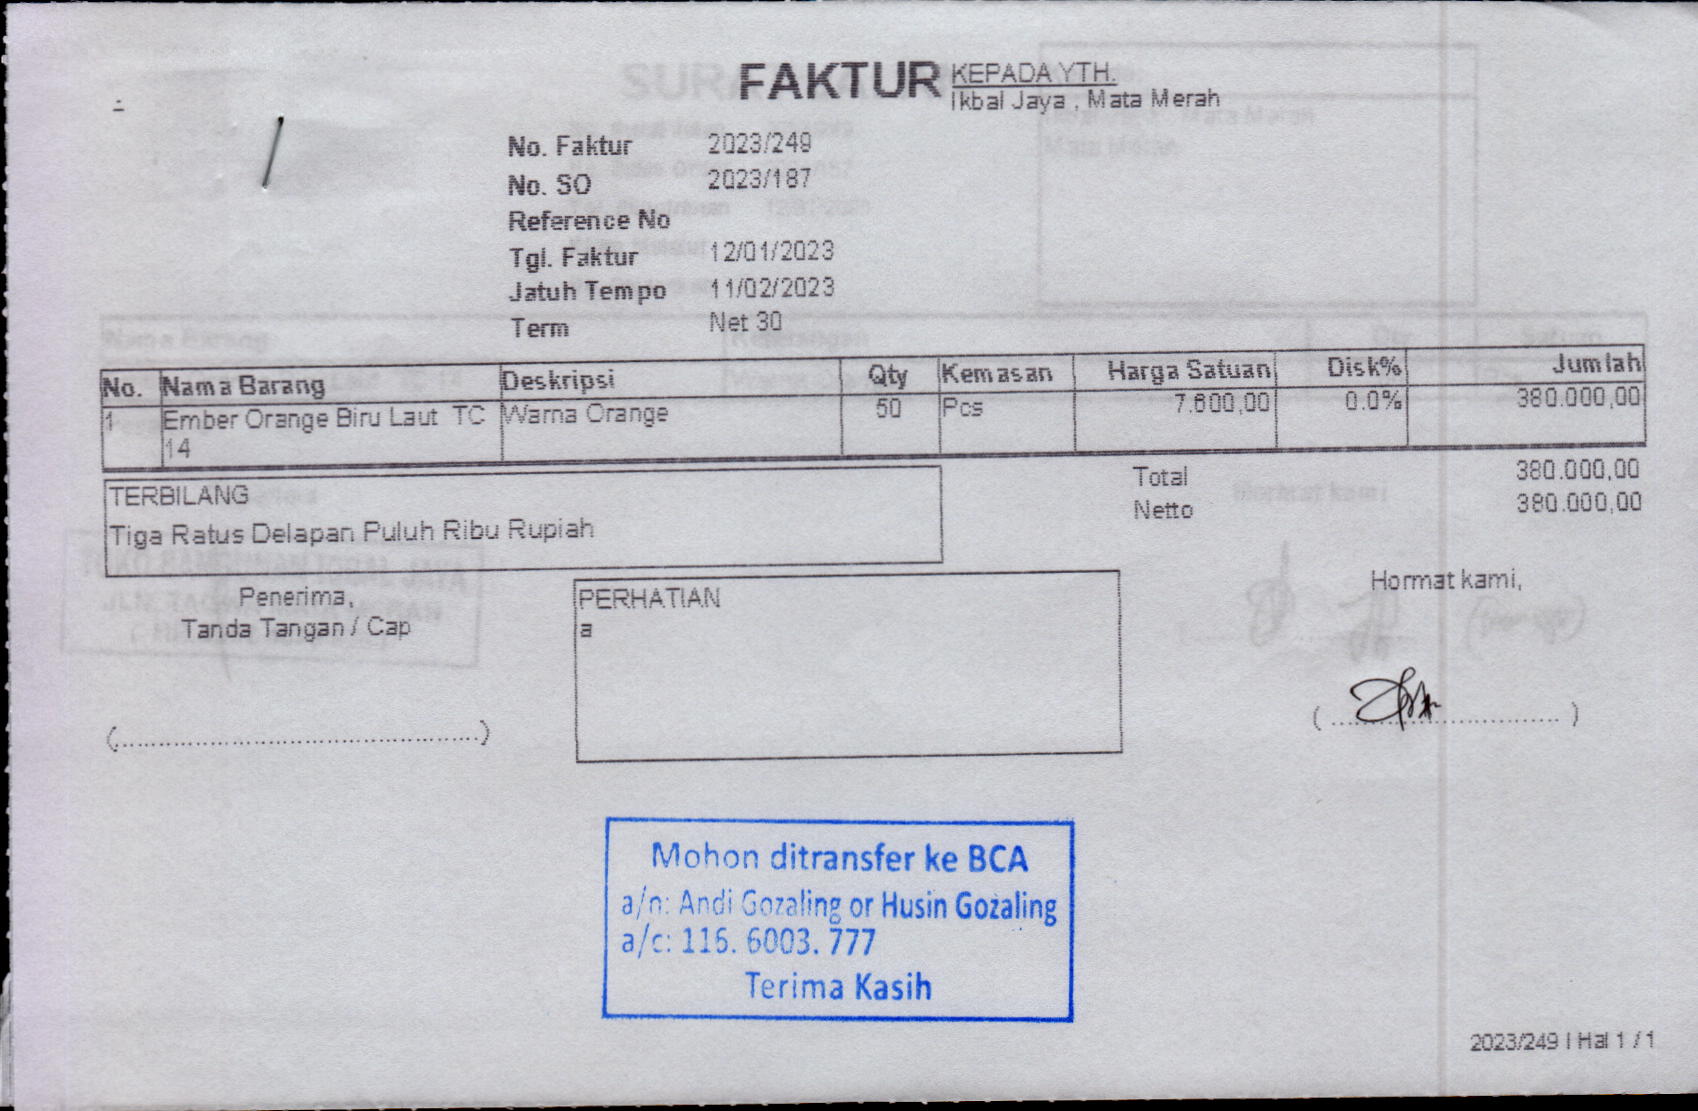 FAKTUR
KEPADA YTH.
Ikbal Jaya , Mata Merah
No. Faktur 2023/249
No. SO 2023/187
Reference No
Tgl. Faktur 12/01/2023
Jatuh Tempo 11/02/2023
Term Net 30
No. Nama Barang Deskripsi Qty Kemasan Harga Satuan Disk% Jumlah
1 Ember Orange Biru Laut TC Warna Orange 50 Pcs 7.600,00 0.0% 380.000,00
14
Total 380.000,00
Netto 380.000,00
TERBILANG
Tiga Ratus Delapan Puluh Ribu Rupiah
Penerima,
Tanda Tangan / Cap
(................................................)
PERHATIAN
a
Hormat kami,
( ............................... )
Mohon ditransfer ke BCA
a/n: Andi Gozaling or Husin Gozaling
a/c: 116. 6003. 777
Terima Kasih
2023/249 | Hal 1 / 1